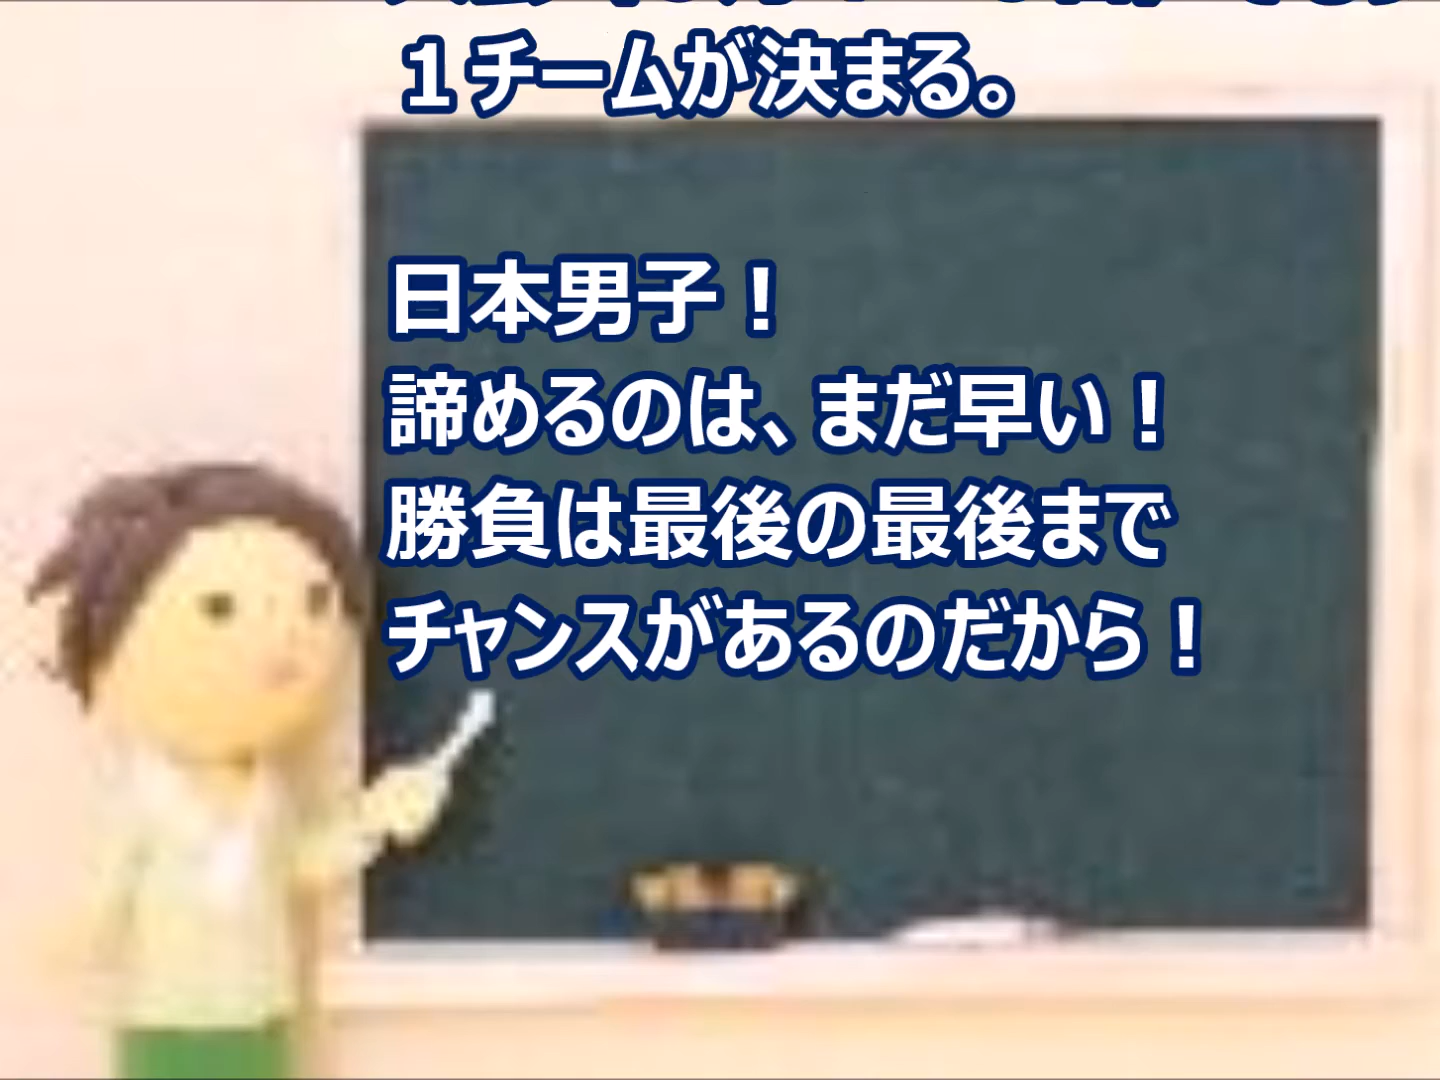 １チームが決まる。
日本男子！
諦めるのは、まだ早い！
勝負は最後の最後まで
チャンスがあるのだから！